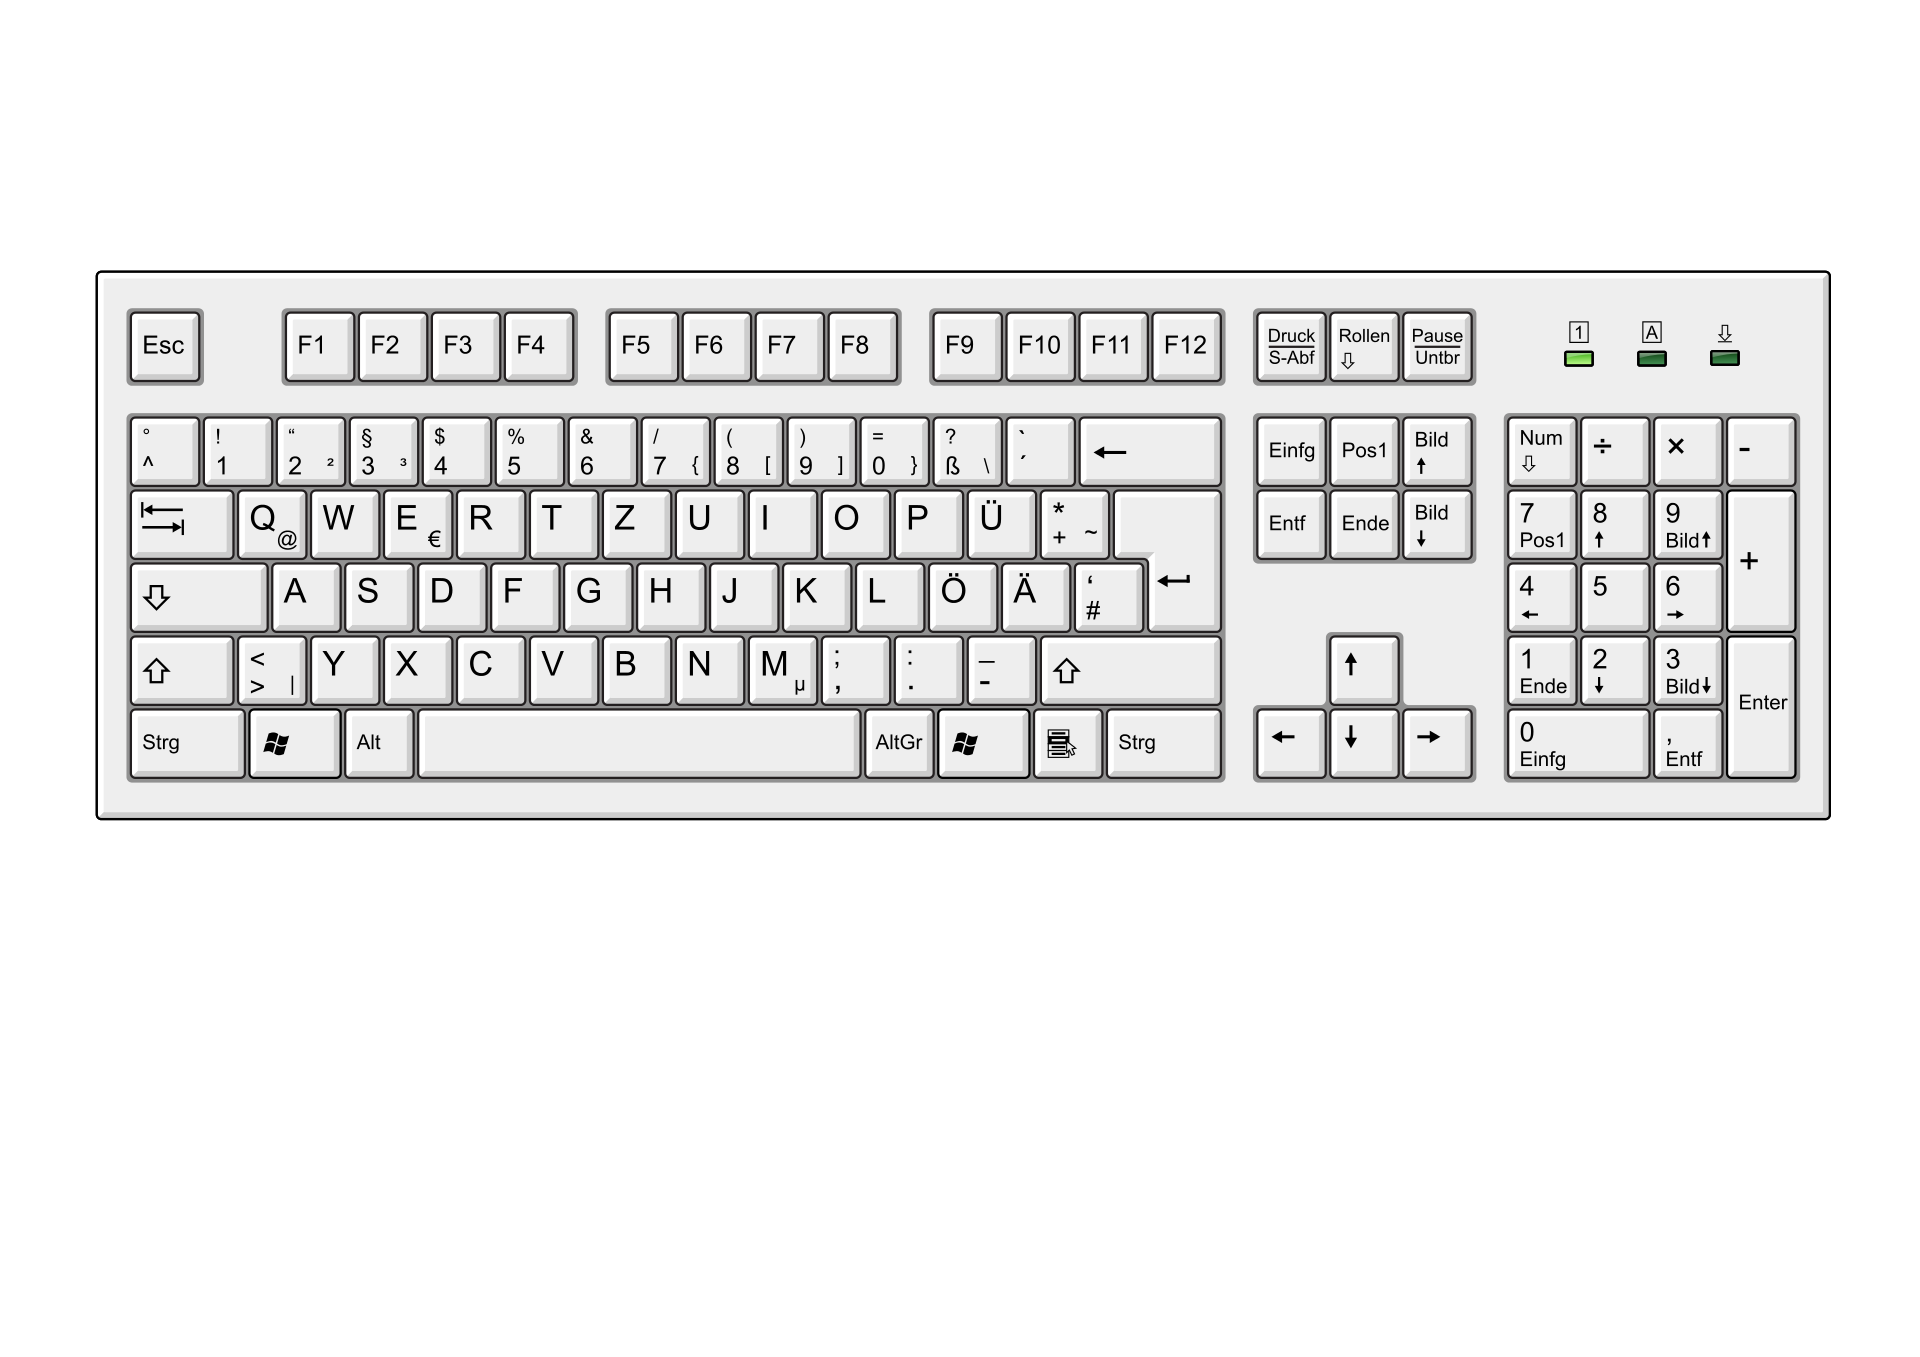 Esc F1 F2 F3 F4 F5 F6 F7 F8 F9 F10 F11 F12 Druck Rollen Pause 1 A
S-Abf ⇩ Untbr
° ! “ § $ % & / ( ) = ? ` ← Einfg Pos1 Bild Num ÷ × -
^ 1 2 ² 3 ³ 4 5 6 7 { 8 [ 9 ] 0 } ß \ ´ ↑ ⇩
Q W E R T Z U I O P Ü * Entf Ende Bild 7 8 9 +
@ € + ~ ↓ Pos1 ↑ Bild↑
⇩ A S D F G H J K L Ö Ä ‘ ↵ 4 5 6
# ← →
⇧ < Y X C V B N M ; : _ ⇧ ↑ 1 2 3 Enter
> | µ , . - Ende ↓ Bild↓
Strg Alt AltGr Strg ← ↓ → 0 ,
Einfg Entf